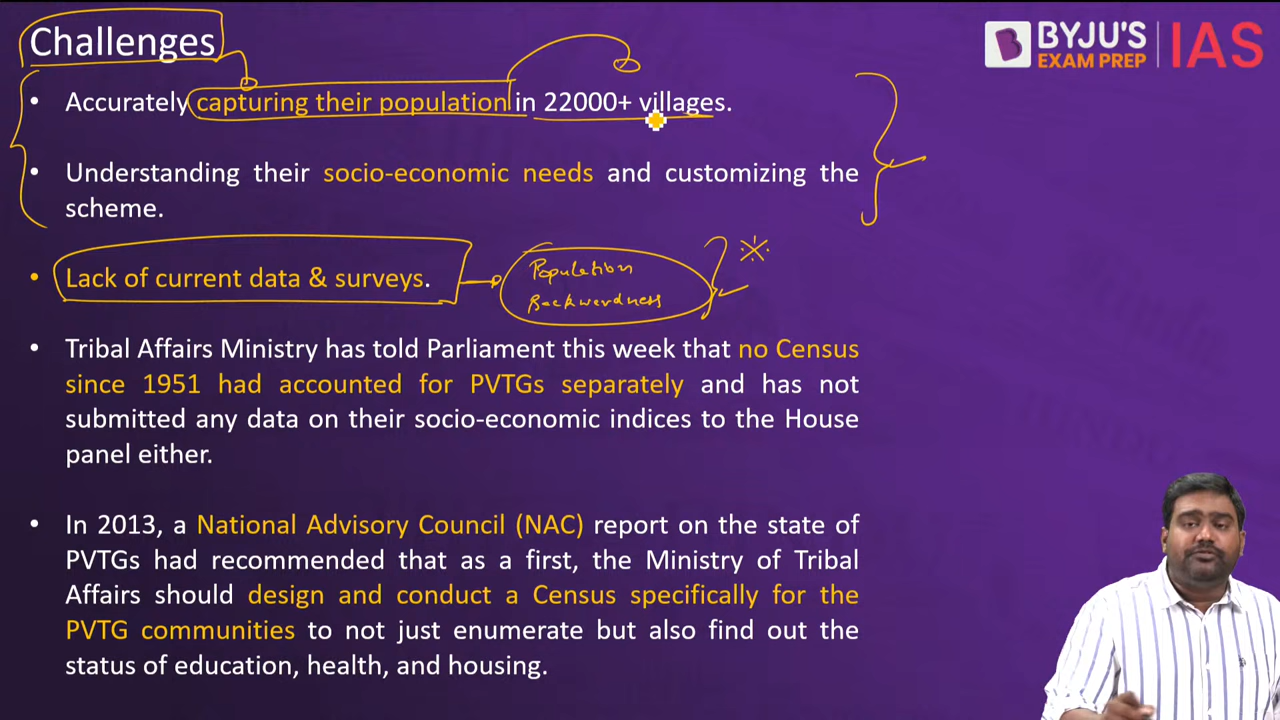 Challenges
BYJU'S
EXAM PREP
IAS
• Accurately capturing their population in 22000+ villages.
• Understanding their socio-economic needs and customizing the
scheme.
• Lack of current data & surveys.
Population
Backwardness
• Tribal Affairs Ministry has told Parliament this week that no Census
since 1951 had accounted for PVTGs separately and has not
submitted any data on their socio-economic indices to the House
panel either.
• In 2013, a National Advisory Council (NAC) report on the state of
PVTGs had recommended that as a first, the Ministry of Tribal
Affairs should design and conduct a Census specifically for the
PVTG communities to not just enumerate but also find out the
status of education, health, and housing.